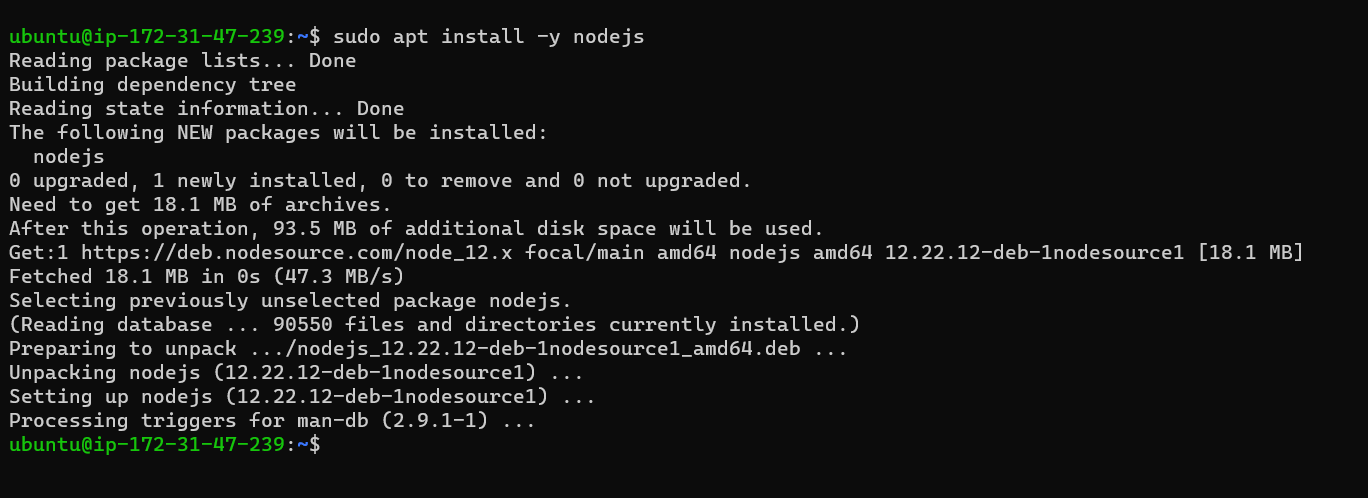 ubuntu@ip-172-31-47-239:~$ sudo apt install -y nodejs
Reading package lists... Done
Building dependency tree
Reading state information... Done
The following NEW packages will be installed:
  nodejs
0 upgraded, 1 newly installed, 0 to remove and 0 not upgraded.
Need to get 18.1 MB of archives.
After this operation, 93.5 MB of additional disk space will be used.
Get:1 https://deb.nodesource.com/node_12.x focal/main amd64 nodejs amd64 12.22.12-deb-1nodesource1 [18.1 MB]
Fetched 18.1 MB in 0s (47.3 MB/s)
Selecting previously unselected package nodejs.
(Reading database ... 90550 files and directories currently installed.)
Preparing to unpack .../nodejs_12.22.12-deb-1nodesource1_amd64.deb ...
Unpacking nodejs (12.22.12-deb-1nodesource1) ...
Setting up nodejs (12.22.12-deb-1nodesource1) ...
Processing triggers for man-db (2.9.1-1) ...
ubuntu@ip-172-31-47-239:~$